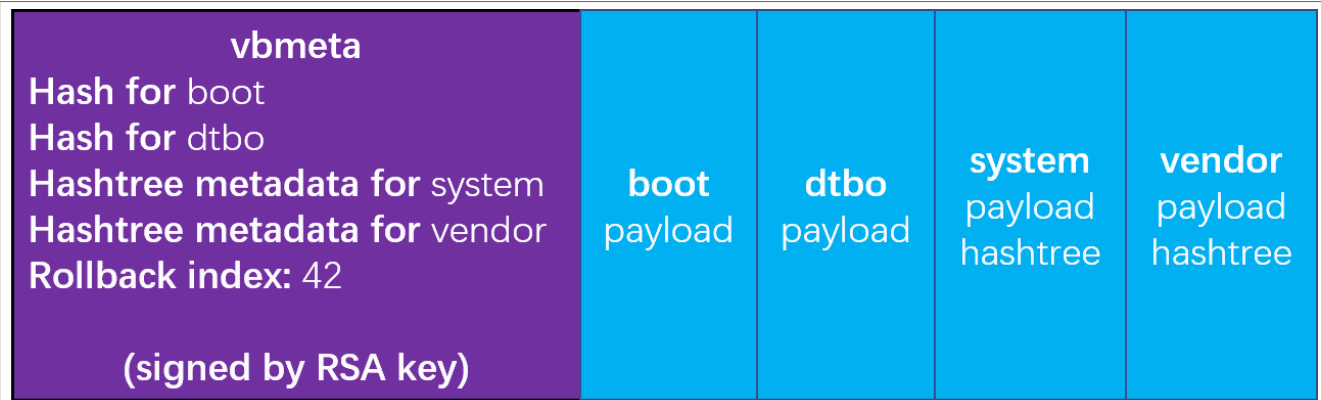 vbmeta
Hash for boot
Hash for dtbo
Hashtree metadata for system
Hashtree metadata for vendor
Rollback index: 42
(signed by RSA key)
boot
payload
dtbo
payload
system
payload
hashtree
vendor
payload
hashtree